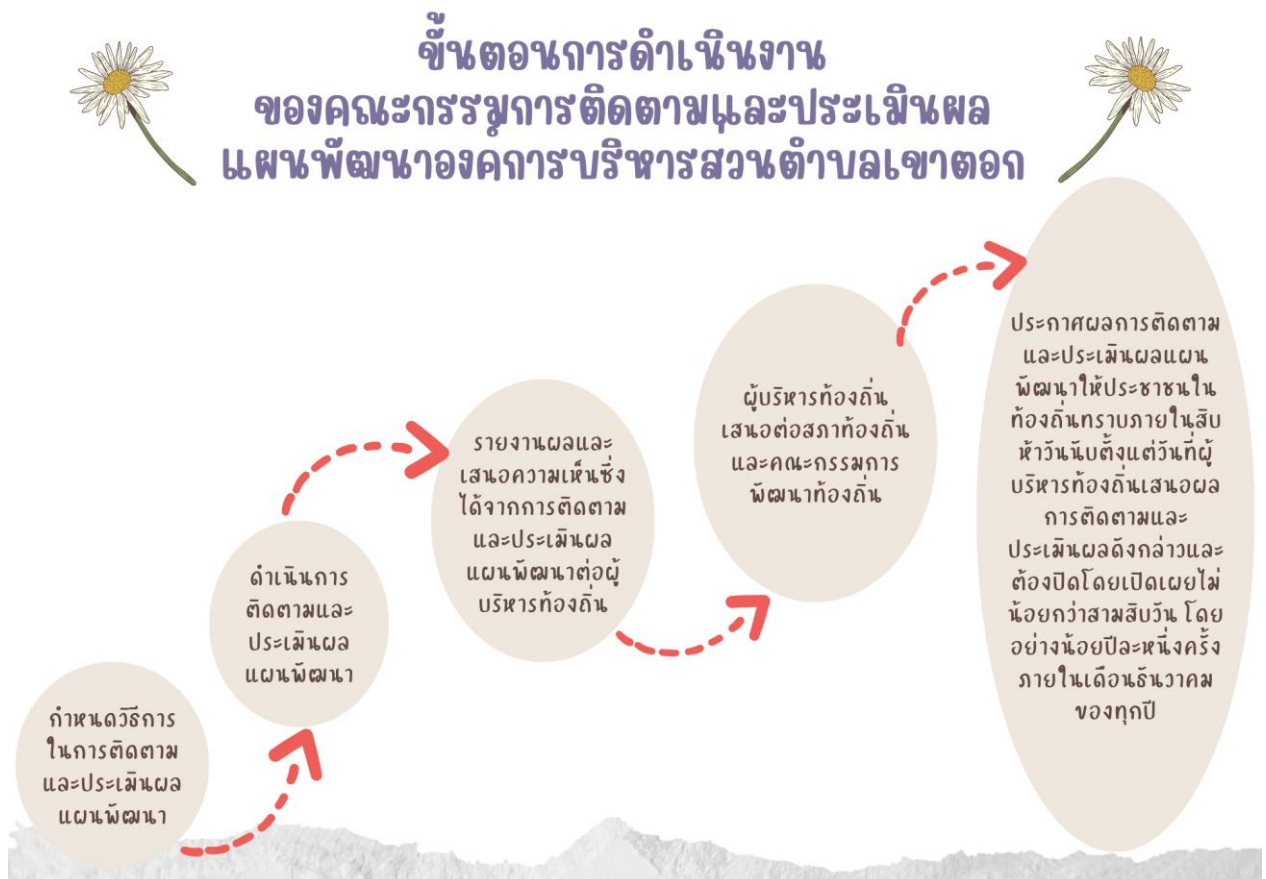 ขั้นตอนการดำเนินงาน
ของคณะกรรมการติดตามและประเมินผล
แผนพัฒนาองค์การบริหารส่วนตำบลเขาตอก
กำหนดวิธีการ
ในการติดตาม
และประเมินผล
แผนพัฒนา
ดำเนินการ
ติดตามและ
ประเมินผล
แผนพัฒนา
รายงานผลและ
เสนอความเห็นซึ่ง
ได้จากการติดตาม
และประเมินผล
แผนพัฒนาต่อผู้
บริหารท้องถิ่น
ผู้บริหารท้องถิ่น
เสนอต่อสภาท้องถิ่น
และคณะกรรมการ
พัฒนาท้องถิ่น
ประกาศผลการติดตาม
และประเมินผลแผน
พัฒนาให้ประชาชนใน
ท้องถิ่นทราบภายในสิบ
ห้าวันนับตั้งแต่วันที่ผู้
บริหารท้องถิ่นเสนอผล
การติดตามและ
ประเมินผลดังกล่าวและ
ต้องปิดโดยเปิดเผยไม่
น้อยกว่าสามสิบวัน โดย
อย่างน้อยปีละหนึ่งครั้ง
ภายในเดือนธันวาคม
ของทุกปี